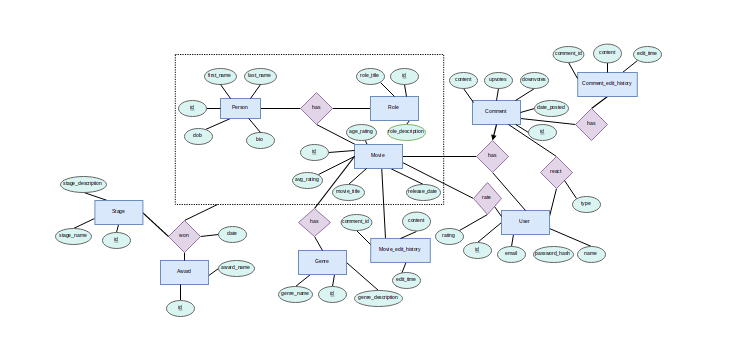 comment_id
content
edit_time
Comment_edit_history
has
first_name
last_name
id
Person
dob
bio
has
role_title
id
Role
role_description
content
upvotes
downvotes
Comment
date_posted
id
age_rating
id
Movie
avg_rating
movie_title
release_date
has
react
type
stage_description
Stage
stage_name
id
won
date
Award
award_name
id
has
comment_id
content
Movie_edit_history
edit_time
Genre
genre_name
id
genre_description
rate
rating
User
id
email
password_hash
name